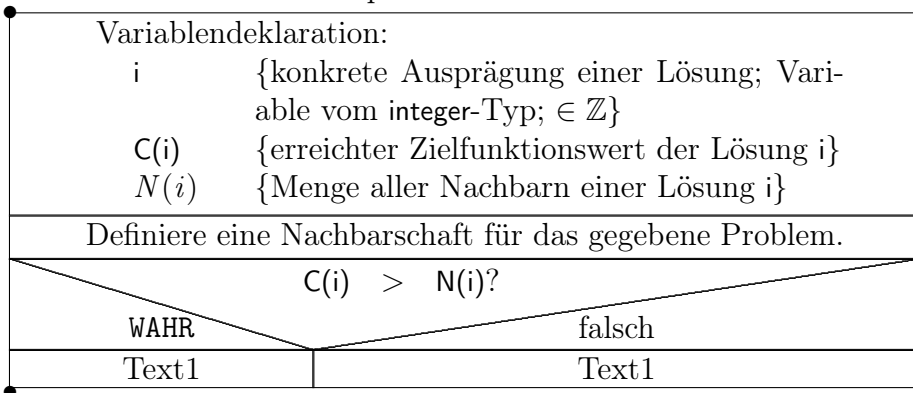 Variablendeklaration:
i {konkrete Ausprägung einer Lösung; Vari-
able vom integer-Typ; ∈ ℤ}
C(i) {erreichter Zielfunktionswert der Lösung i}
N(i) {Menge aller Nachbarn einer Lösung i}
Definiere eine Nachbarschaft für das gegebene Problem.
C(i) > N(i)?
WAHR falsch
Text1 Text1